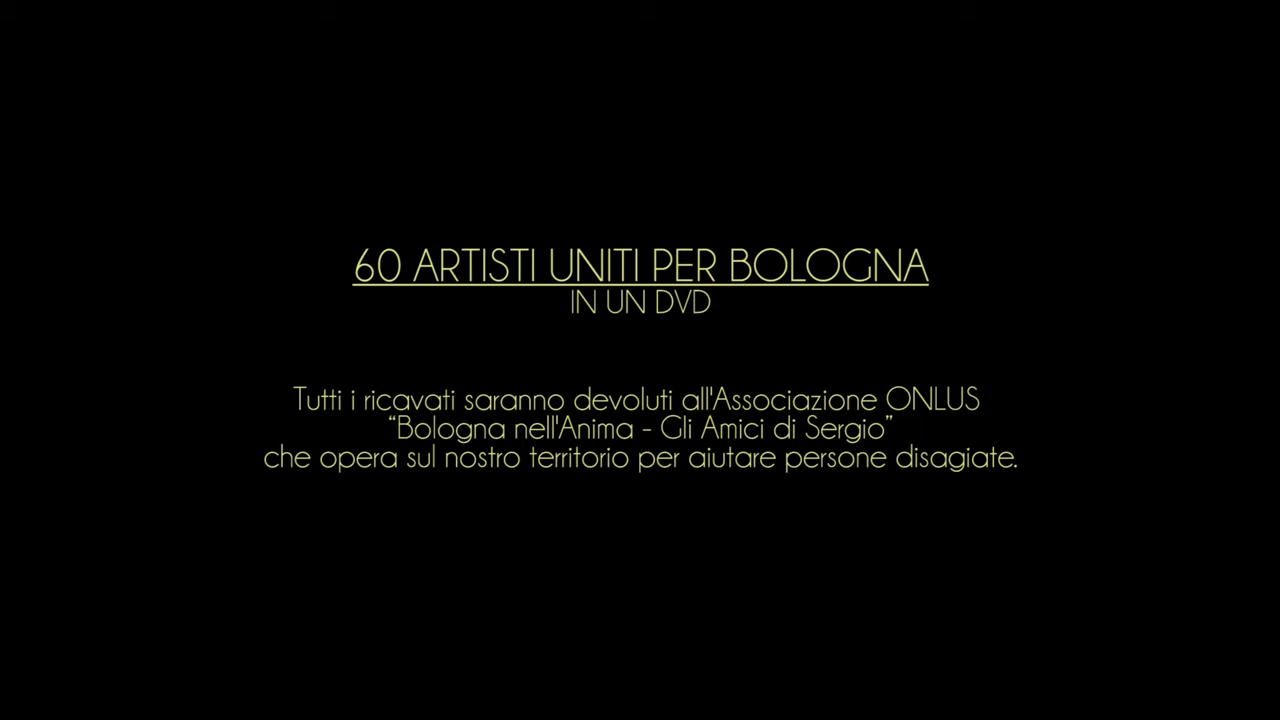 60 ARTISTI UNITI PER BOLOGNA
IN UN DVD
Tutti i ricavati saranno devoluti all'Associazione ONLUS
“Bologna nell'Anima - Gli Amici di Sergio”
che opera sul nostro territorio per aiutare persone disagiate.